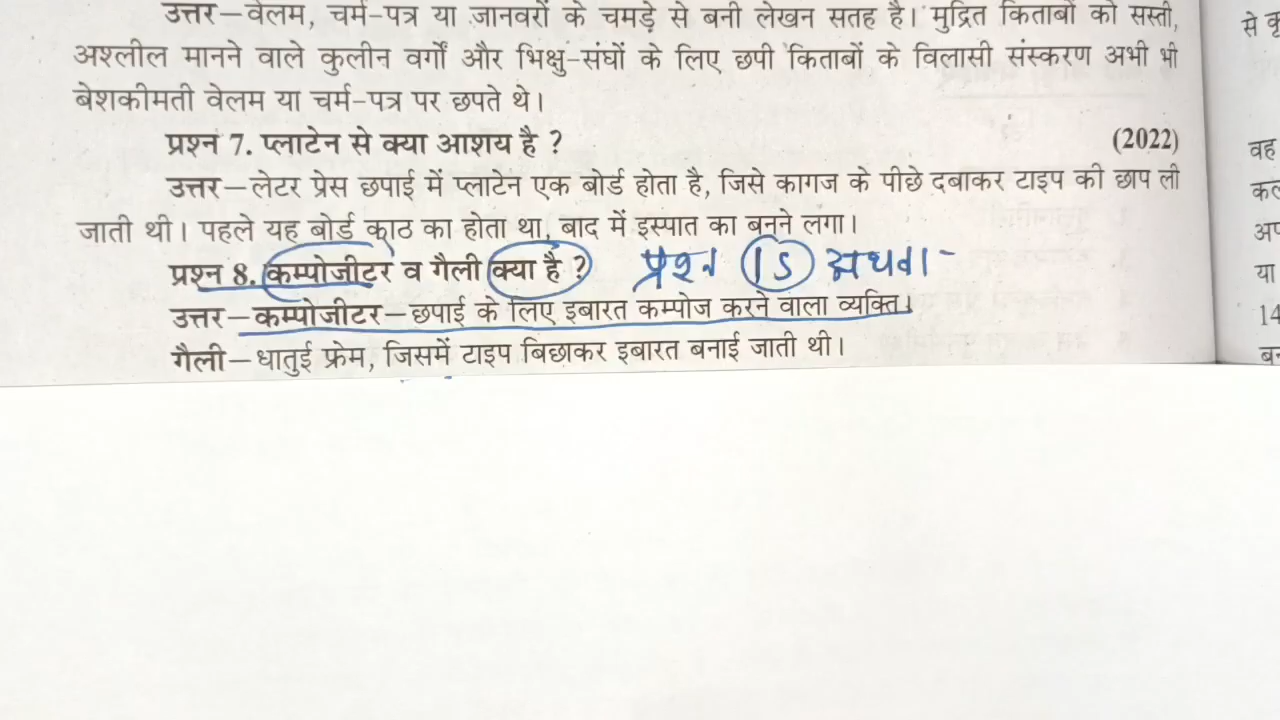 उत्तर–वेलम, चर्म-पत्र या जानवरों के चमड़े से बनी लेखन सतह है। मुद्रित किताबों को सस्ती,
अश्लील मानने वाले कुलीन वर्गों और भिक्षु-संघों के लिए छपी किताबों के विलासी संस्करण अभी भी
बेशकीमती वेलम या चर्म-पत्र पर छपते थे।
प्रश्न 7. प्लाटेन से क्या आशय है ? (2022)
उत्तर–लेटर प्रेस छपाई में प्लाटेन एक बोर्ड होता है, जिसे कागज के पीछे दबाकर टाइप की छाप ली
जाती थी। पहले यह बोर्ड काठ का होता था, बाद में इस्पात का बनने लगा।
प्रश्न 8. कम्पोजीटर व गैली क्या है ? प्रश्न 15 अथवा-
उत्तर–कम्पोजीटर–छपाई के लिए इबारत कम्पोज करने वाला व्यक्ति।
गैली–धातुई फ्रेम, जिसमें टाइप बिछाकर इबारत बनाई जाती थी।
से
वह
या
14